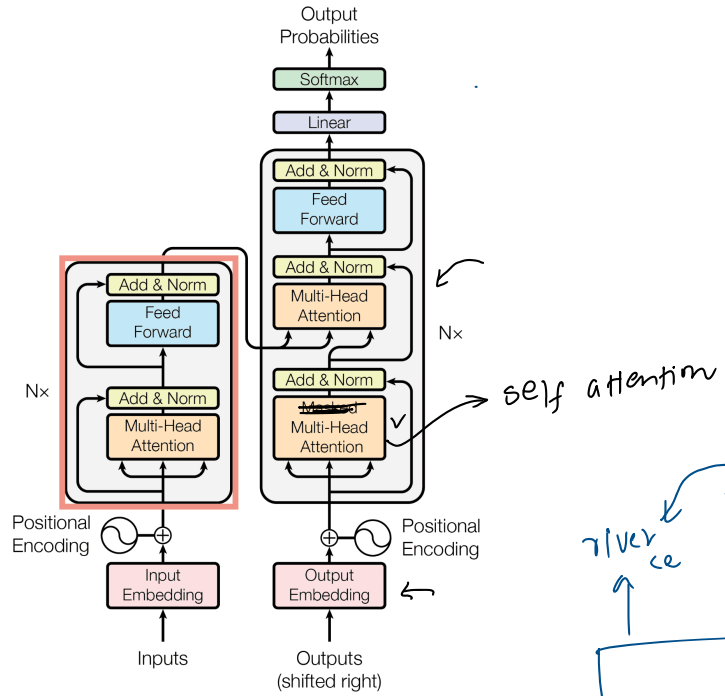 Output
Probabilities
Softmax
Linear
Add & Norm
Feed
Forward
Add & Norm
Multi-Head
Attention
Nx
Add & Norm
Masked
Multi-Head
Attention
self attention
Add & Norm
Feed
Forward
Nx
Add & Norm
Multi-Head
Attention
Positional
Encoding
Positional
Encoding
Input
Embedding
Output
Embedding
Inputs
Outputs
(shifted right)
river
ce